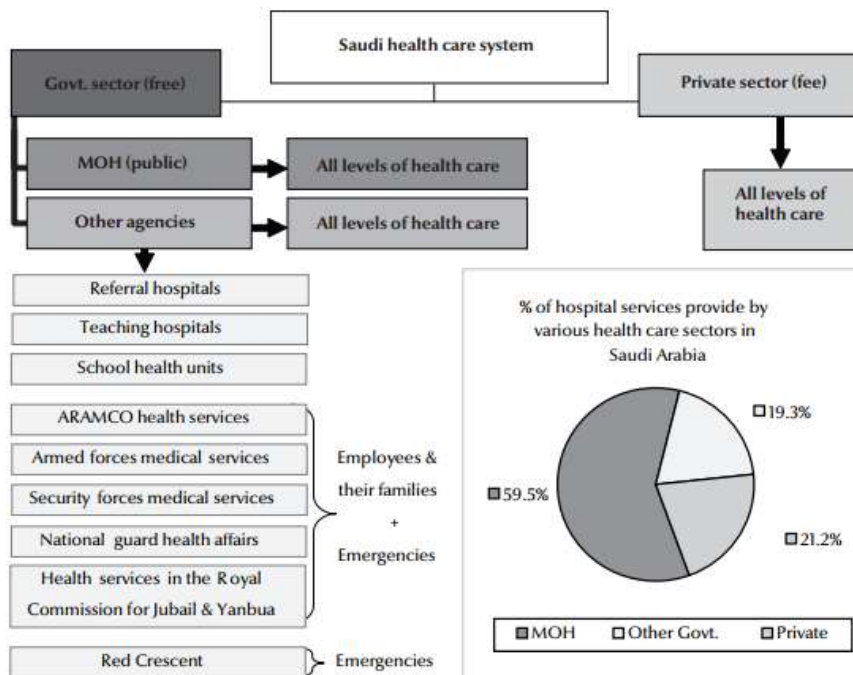 Saudi health care system
Govt. sector (free)
Private sector (fee)
MOH (public)
All levels of health care
All levels of
health care
Other agencies
All levels of health care
Referral hospitals
Teaching hospitals
School health units
ARAMCO health services
Armed forces medical services
Security forces medical services
National guard health affairs
Health services in the Royal
Commission for Jubail & Yanbua
Employees &
their families
+
Emergencies
Red Crescent
Emergencies
% of hospital services provide by
various health care sectors in
Saudi Arabia
19.3%
59.5%
21.2%
MOH
Other Govt.
Private